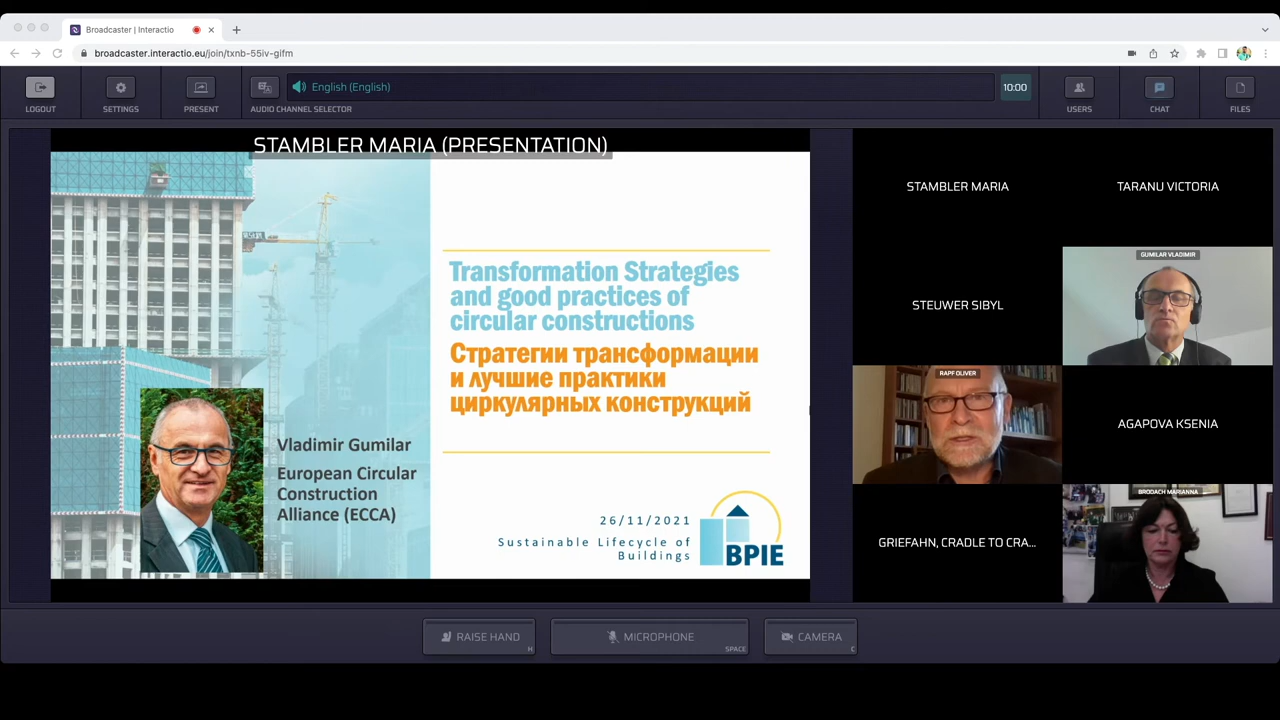 Broadcaster | Interactio
broadcaster.interactio.eu/join/txnb-55iv-gifm
LOGOUT
SETTINGS
PRESENT
AUDIO CHANNEL SELECTOR
English (English)
10:00
USERS
CHAT
FILES
STAMBLER MARIA (PRESENTATION)
Transformation Strategies
and good practices of
circular constructions
Стратегии трансформации
и лучшие практики
циркулярных конструкций
Vladimir Gumilar
European Circular
Construction
Alliance (ECCA)
26/11/2021
Sustainable Lifecycle of
Buildings
BPIE
STAMBLER MARIA
TARANU VICTORIA
STEUWER SIBYL
GUMILAR VLADIMIR
RAPF OLIVER
AGAPOVA KSENIA
GRIEFAHN, CRADLE TO CRA...
BRODACH MARIANNA
RAISE HAND
H
MICROPHONE
SPACE
CAMERA
C